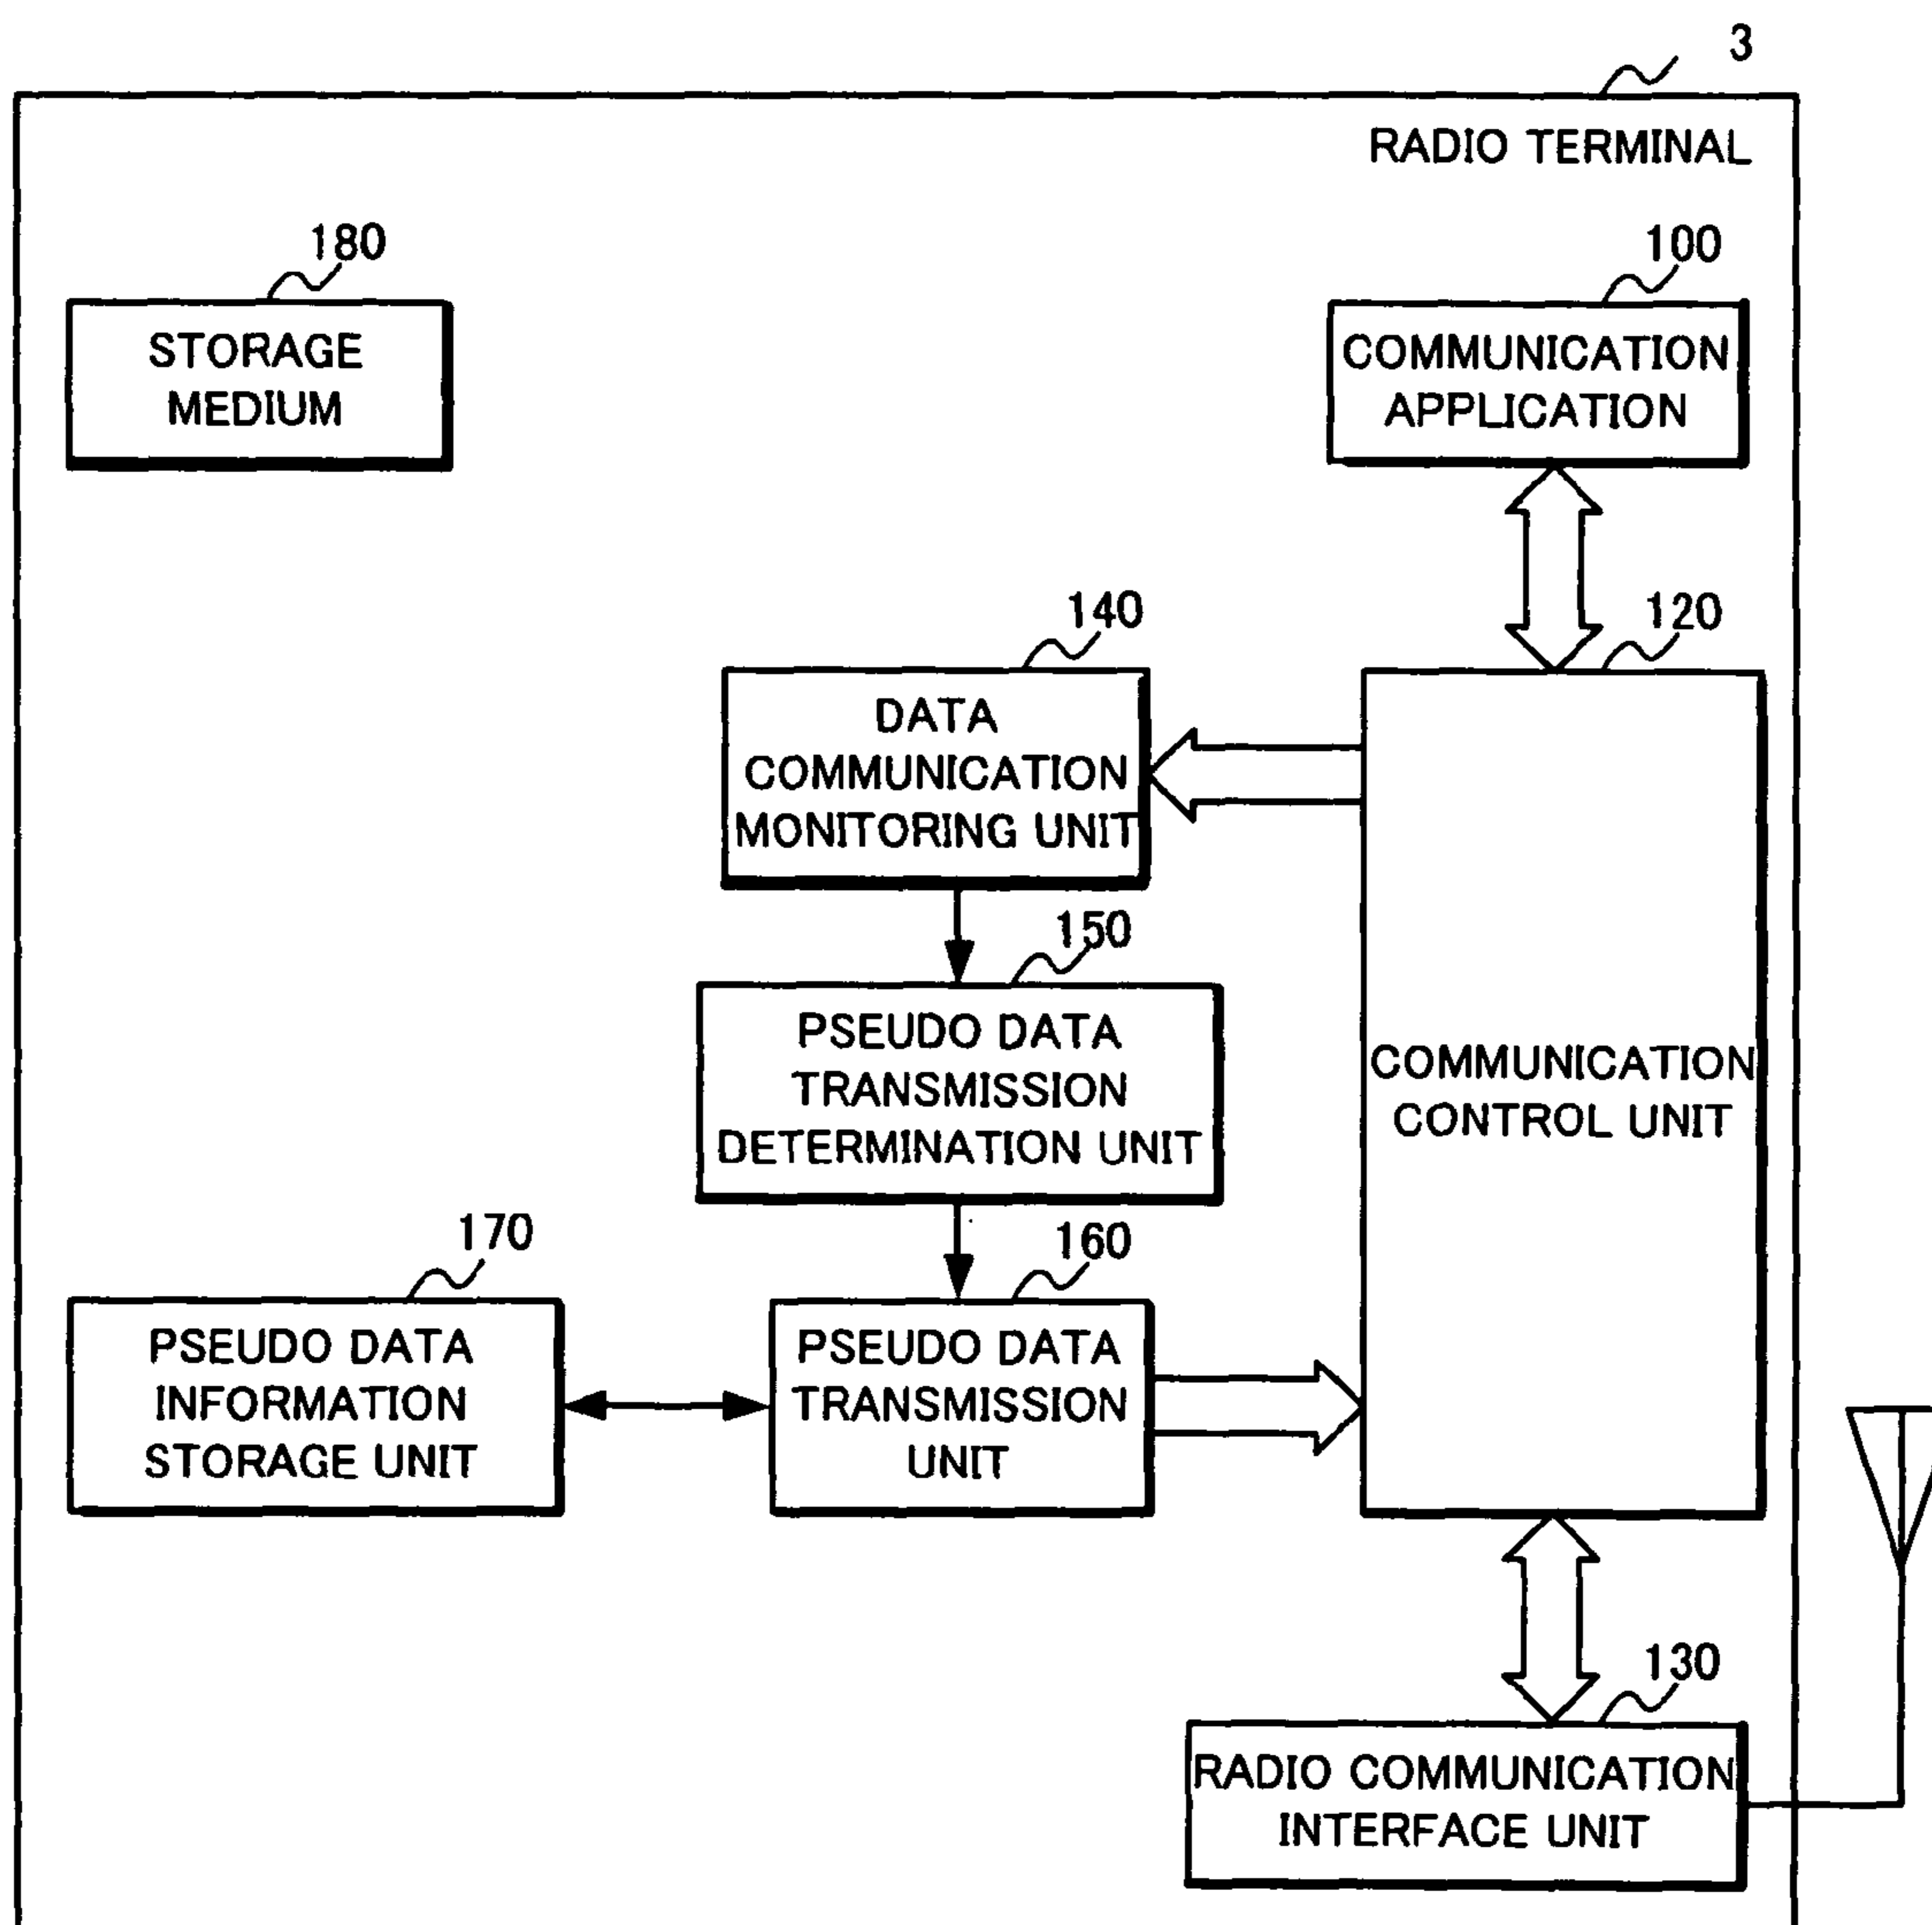 3
RADIO TERMINAL
180
100
STORAGE
MEDIUM
COMMUNICATION
APPLICATION
140
120
DATA
COMMUNICATION
MONITORING UNIT
150
PSEUDO DATA
TRANSMISSION
DETERMINATION UNIT
COMMUNICATION
CONTROL UNIT
170
160
PSEUDO DATA
INFORMATION
STORAGE UNIT
PSEUDO DATA
TRANSMISSION
UNIT
130
RADIO COMMUNICATION
INTERFACE UNIT